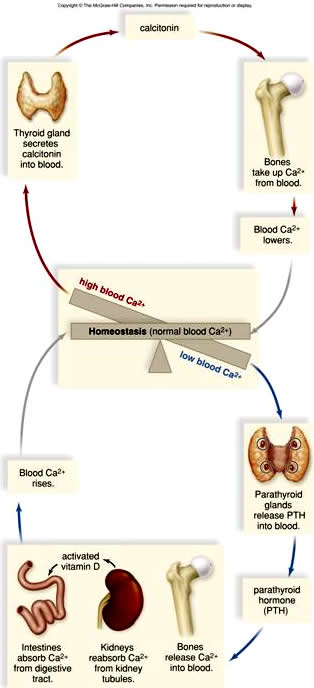 Copyright © The McGraw-Hill Companies, Inc. Permission required for reproduction or display.
calcitonin
Thyroid gland
secretes
calcitonin
into blood.
Bones
take up Ca2+
from blood.
Blood Ca2+
lowers.
high blood Ca2+
Homeostasis (normal blood Ca2+)
low blood Ca2+
Parathyroid
glands
release PTH
into blood.
Blood Ca2+
rises.
activated
vitamin D
parathyroid
hormone
(PTH)
Intestines
absorb Ca2+
from digestive
tract.
Kidneys
reabsorb Ca2+
from kidney
tubules.
Bones
release Ca2+
into blood.